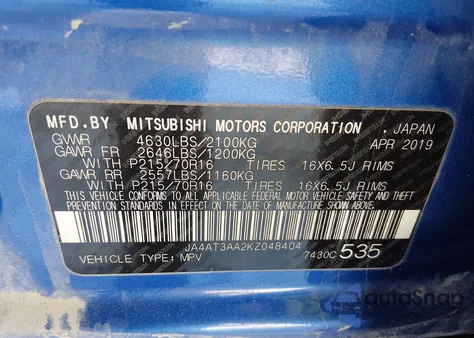 MFD. BY MITSUBISHI MOTORS CORPORATION, JAPAN
GVWR 4630LBS/2100KG APR 2019
GAWR FR 2646LBS/1200KG
WITH P215/70R16 TIRES 16X6.5J RIMS
GAWR RR 2557LBS/1160KG
WITH P215/70R16 TIRES 16X6.5J RIMS
THIS VEHICLE CONFORMS TO ALL APPLICABLE FEDERAL MOTOR VEHICLE SAFETY, BUMPER, AND THEFT
PREVENTION STANDARDS IN EFFECT ON THE DATE OF MANUFACTURE SHOWN ABOVE.
JA4AT3AA2KZ048404
VEHICLE TYPE: MPV 7430C 535
autoSnap